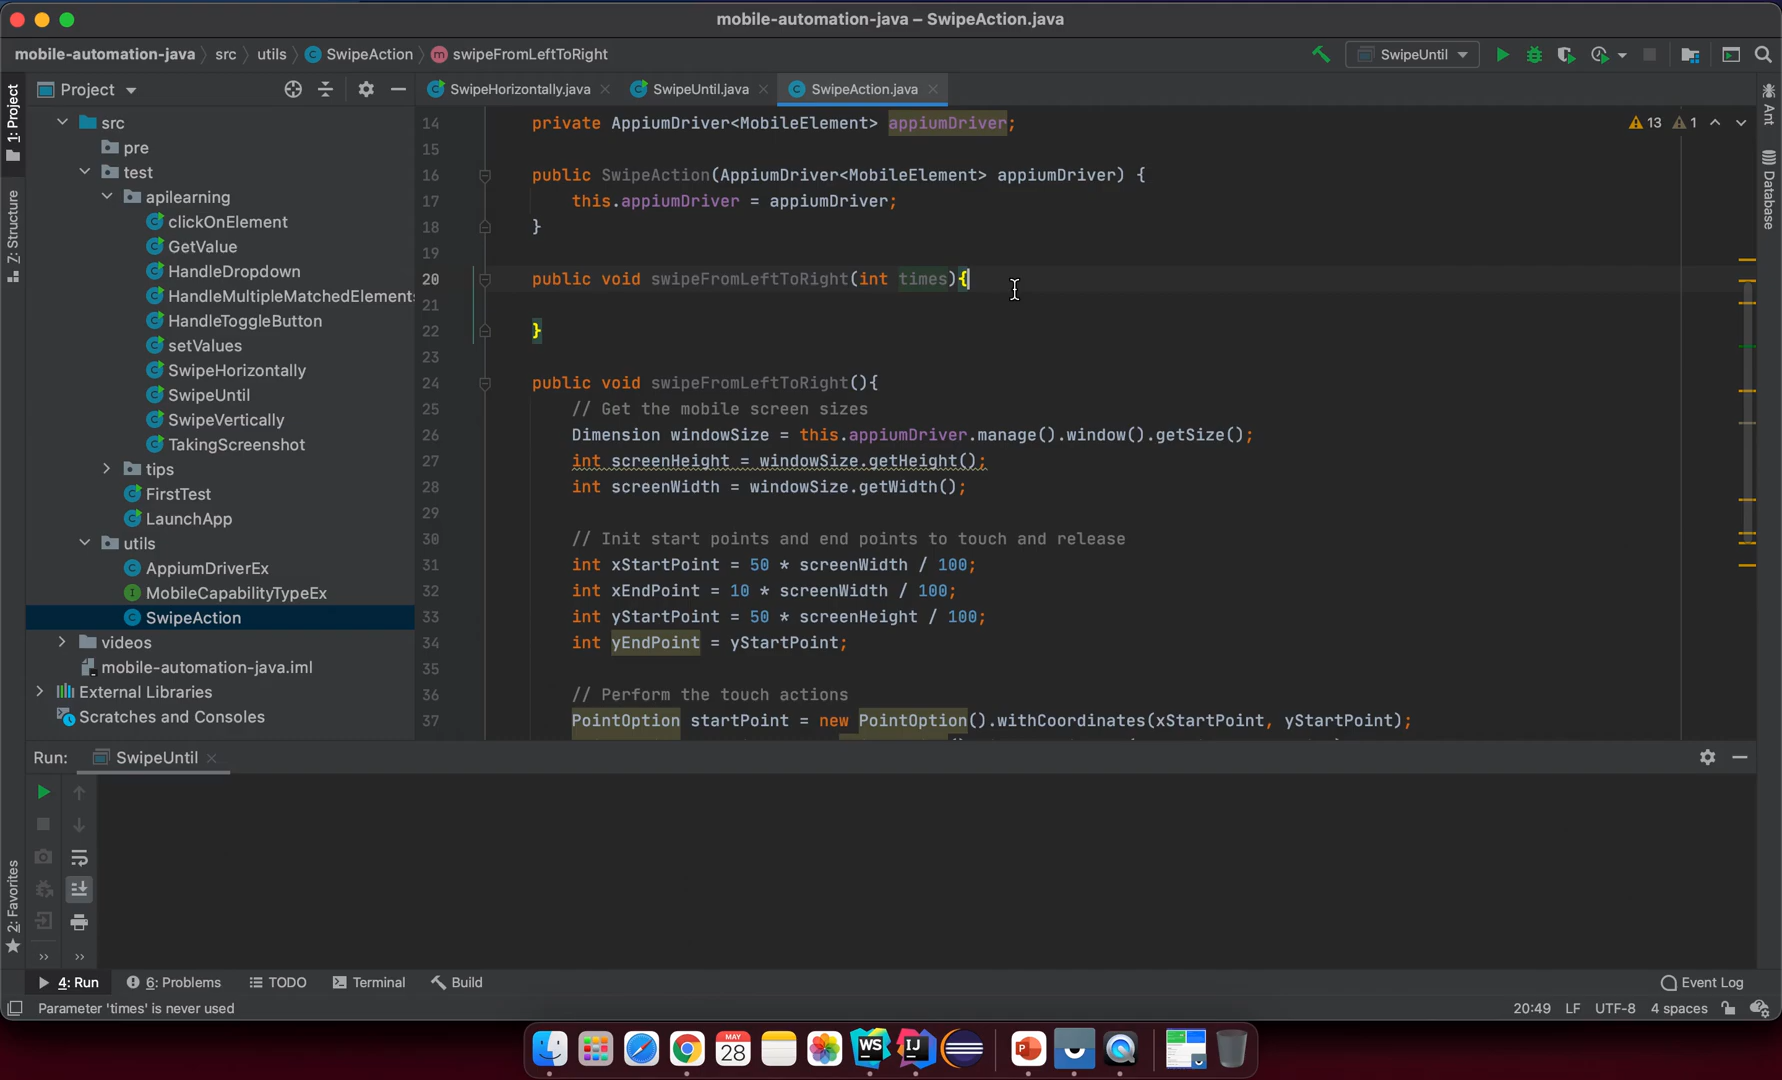 mobile-automation-java – SwipeAction.java
mobile-automation-java src utils SwipeAction m swipeFromLeftToRight SwipeUntil
1: Project
Z: Structure
2: Favorites
Project
src
pre
test
apilearning
clickOnElement
GetValue
HandleDropdown
HandleMultipleMatchedElement
HandleToggleButton
setValues
SwipeHorizontally
SwipeUntil
SwipeVertically
TakingScreenshot
tips
FirstTest
LaunchApp
utils
AppiumDriverEx
MobileCapabilityTypeEx
SwipeAction
videos
mobile-automation-java.iml
External Libraries
Scratches and Consoles
SwipeHorizontally.java SwipeUntil.java SwipeAction.java
13 1
14 private AppiumDriver<MobileElement> appiumDriver;
15
16 public SwipeAction(AppiumDriver<MobileElement> appiumDriver) {
17 this.appiumDriver = appiumDriver;
18 }
19
20 public void swipeFromLeftToRight(int times){
21
22 }
23
24 public void swipeFromLeftToRight(){
25 // Get the mobile screen sizes
26 Dimension windowSize = this.appiumDriver.manage().window().getSize();
27 int screenHeight = windowSize.getHeight();
28 int screenWidth = windowSize.getWidth();
29
30 // Init start points and end points to touch and release
31 int xStartPoint = 50 * screenWidth / 100;
32 int xEndPoint = 10 * screenWidth / 100;
33 int yStartPoint = 50 * screenHeight / 100;
34 int yEndPoint = yStartPoint;
35
36 // Perform the touch actions
37 PointOption startPoint = new PointOption().withCoordinates(xStartPoint, yStartPoint);
Ant
Database
Run: SwipeUntil
4: Run 6: Problems TODO Terminal Build Event Log
Parameter 'times' is never used 20:49 LF UTF-8 4 spaces
MAY
28
WS
IJ
P